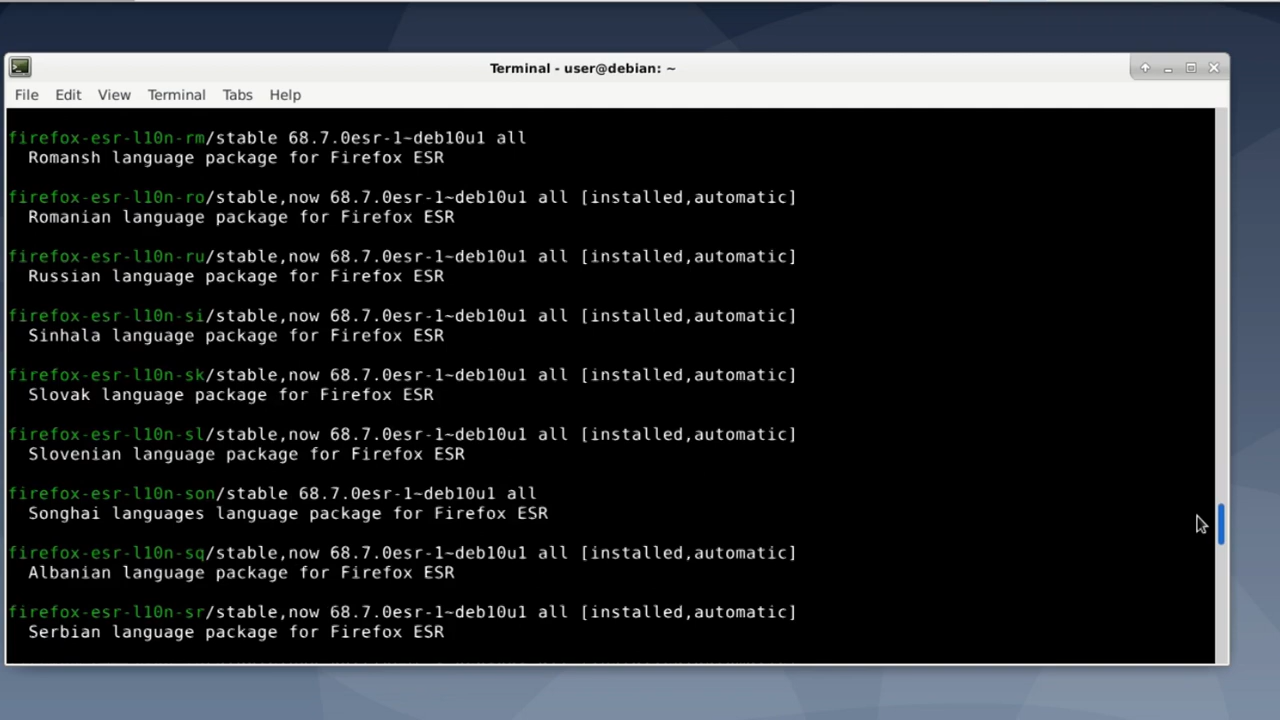 Terminal - user@debian: ~
File Edit View Terminal Tabs Help
firefox-esr-l10n-rm/stable 68.7.0esr-1~deb10u1 all
  Romansh language package for Firefox ESR
firefox-esr-l10n-ro/stable,now 68.7.0esr-1~deb10u1 all [installed,automatic]
  Romanian language package for Firefox ESR
firefox-esr-l10n-ru/stable,now 68.7.0esr-1~deb10u1 all [installed,automatic]
  Russian language package for Firefox ESR
firefox-esr-l10n-si/stable,now 68.7.0esr-1~deb10u1 all [installed,automatic]
  Sinhala language package for Firefox ESR
firefox-esr-l10n-sk/stable,now 68.7.0esr-1~deb10u1 all [installed,automatic]
  Slovak language package for Firefox ESR
firefox-esr-l10n-sl/stable,now 68.7.0esr-1~deb10u1 all [installed,automatic]
  Slovenian language package for Firefox ESR
firefox-esr-l10n-son/stable 68.7.0esr-1~deb10u1 all
  Songhai languages language package for Firefox ESR
firefox-esr-l10n-sq/stable,now 68.7.0esr-1~deb10u1 all [installed,automatic]
  Albanian language package for Firefox ESR
firefox-esr-l10n-sr/stable,now 68.7.0esr-1~deb10u1 all [installed,automatic]
  Serbian language package for Firefox ESR